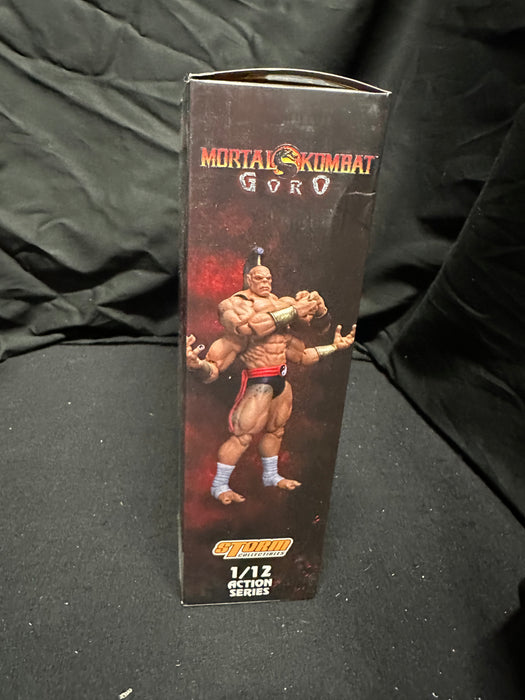 MORTAL KOMBAT
GORO
STORM
COLLECTIBLES
1/12
ACTION
SERIES